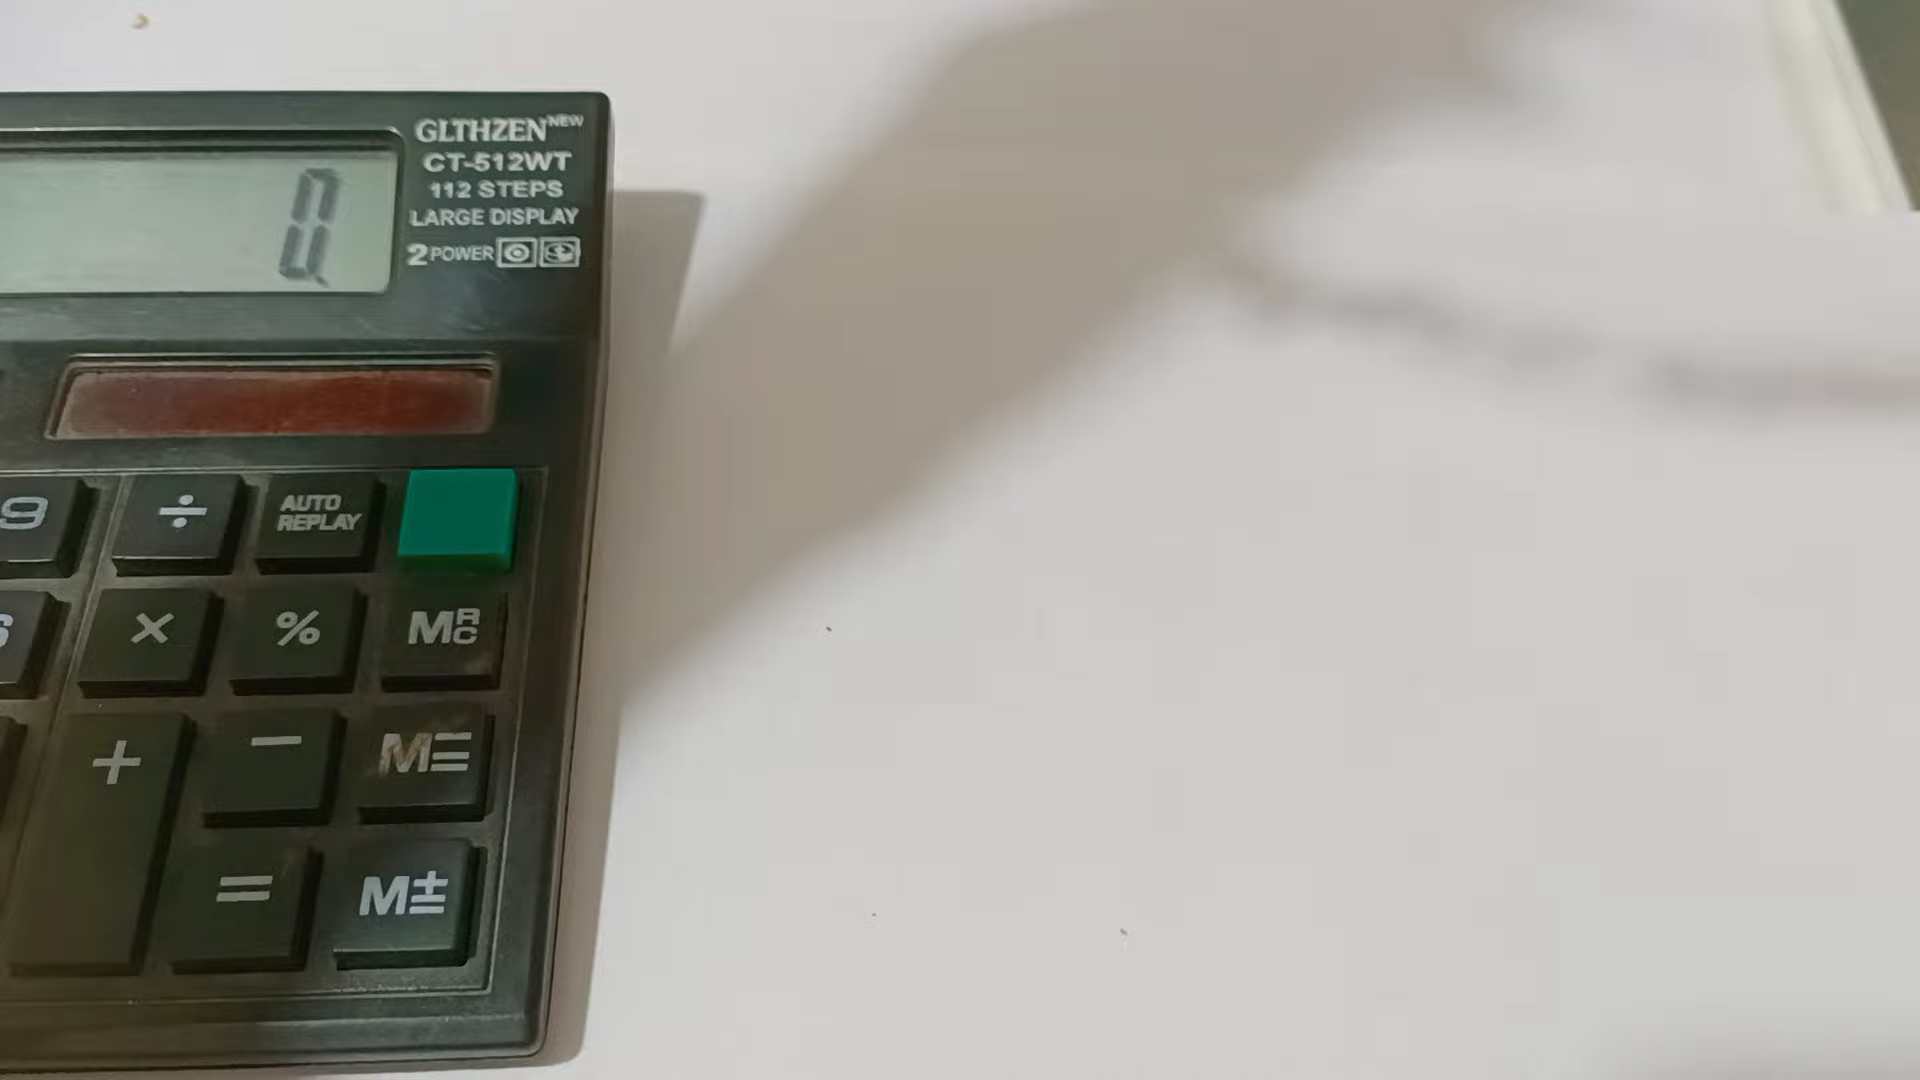 GLTHZEN NEW
CT-512WT
112 STEPS
LARGE DISPLAY
2 POWER
0
9 ÷ AUTO REPLAY
× % MRC
+ −
=